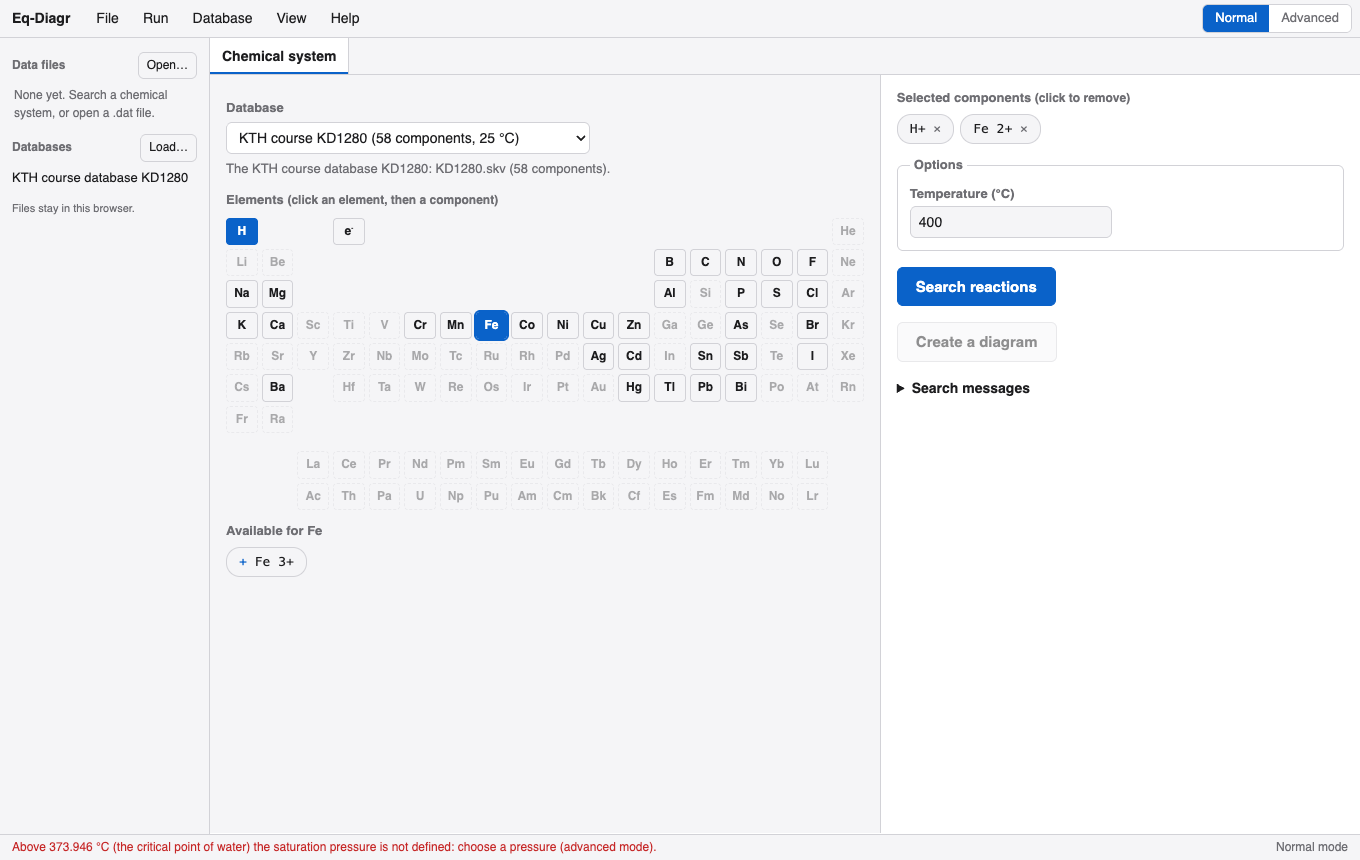 Eq-Diagr File Run Database View Help Normal Advanced
Data files Open…
None yet. Search a chemical
system, or open a .dat file.
Databases Load…
KTH course database KD1280
Files stay in this browser.
Chemical system
Database
KTH course KD1280 (58 components, 25 °C)
The KTH course database KD1280: KD1280.skv (58 components).
Elements (click an element, then a component)
H e- He
Li Be B C N O F Ne
Na Mg Al Si P S Cl Ar
K Ca Sc Ti V Cr Mn Fe Co Ni Cu Zn Ga Ge As Se Br Kr
Rb Sr Y Zr Nb Mo Tc Ru Rh Pd Ag Cd In Sn Sb Te I Xe
Cs Ba Hf Ta W Re Os Ir Pt Au Hg Tl Pb Bi Po At Rn
Fr Ra
La Ce Pr Nd Pm Sm Eu Gd Tb Dy Ho Er Tm Yb Lu
Ac Th Pa U Np Pu Am Cm Bk Cf Es Fm Md No Lr
Available for Fe
+ Fe 3+
Selected components (click to remove)
H+ × Fe 2+ ×
Options
Temperature (°C)
400
Search reactions
Create a diagram
▶ Search messages
Above 373.946 °C (the critical point of water) the saturation pressure is not defined: choose a pressure (advanced mode). Normal mode